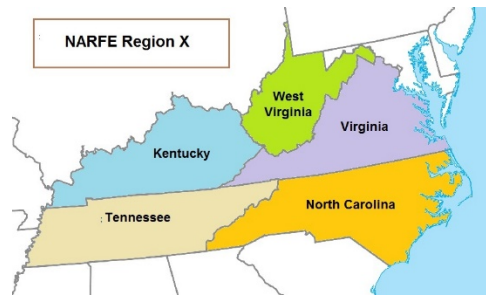 NARFE Region X
West
Virginia
Virginia
Kentucky
Tennessee
North Carolina